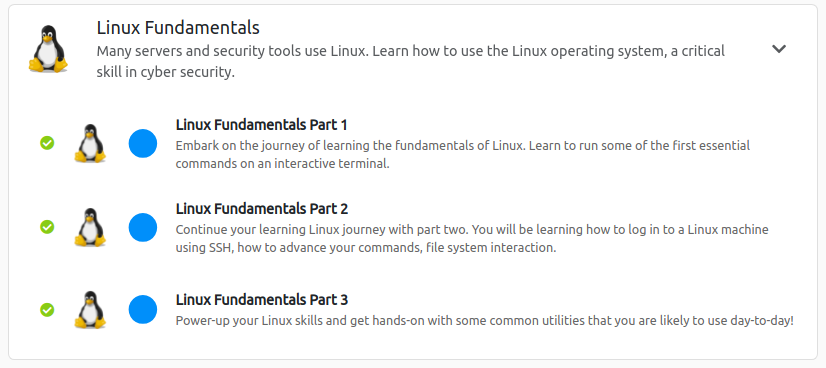 Linux Fundamentals
Many servers and security tools use Linux. Learn how to use the Linux operating system, a critical
skill in cyber security.
Linux Fundamentals Part 1
Embark on the journey of learning the fundamentals of Linux. Learn to run some of the first essential
commands on an interactive terminal.
Linux Fundamentals Part 2
Continue your learning Linux journey with part two. You will be learning how to log in to a Linux machine
using SSH, how to advance your commands, file system interaction.
Linux Fundamentals Part 3
Power-up your Linux skills and get hands-on with some common utilities that you are likely to use day-to-day!